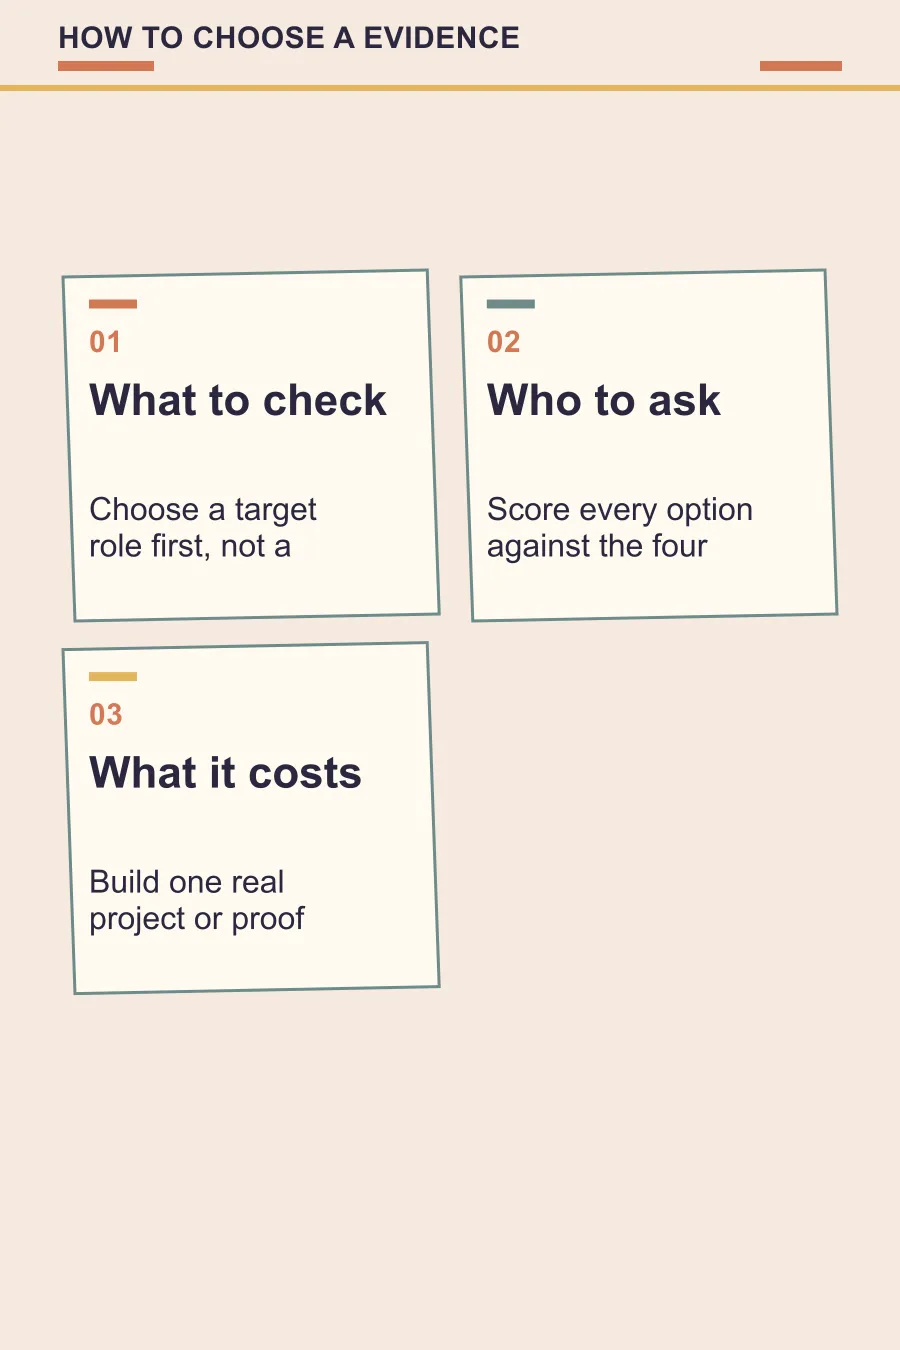 HOW TO CHOOSE A EVIDENCE
01
What to check
Choose a target
role first, not a
02
Who to ask
Score every option
against the four
03
What it costs
Build one real
project or proof